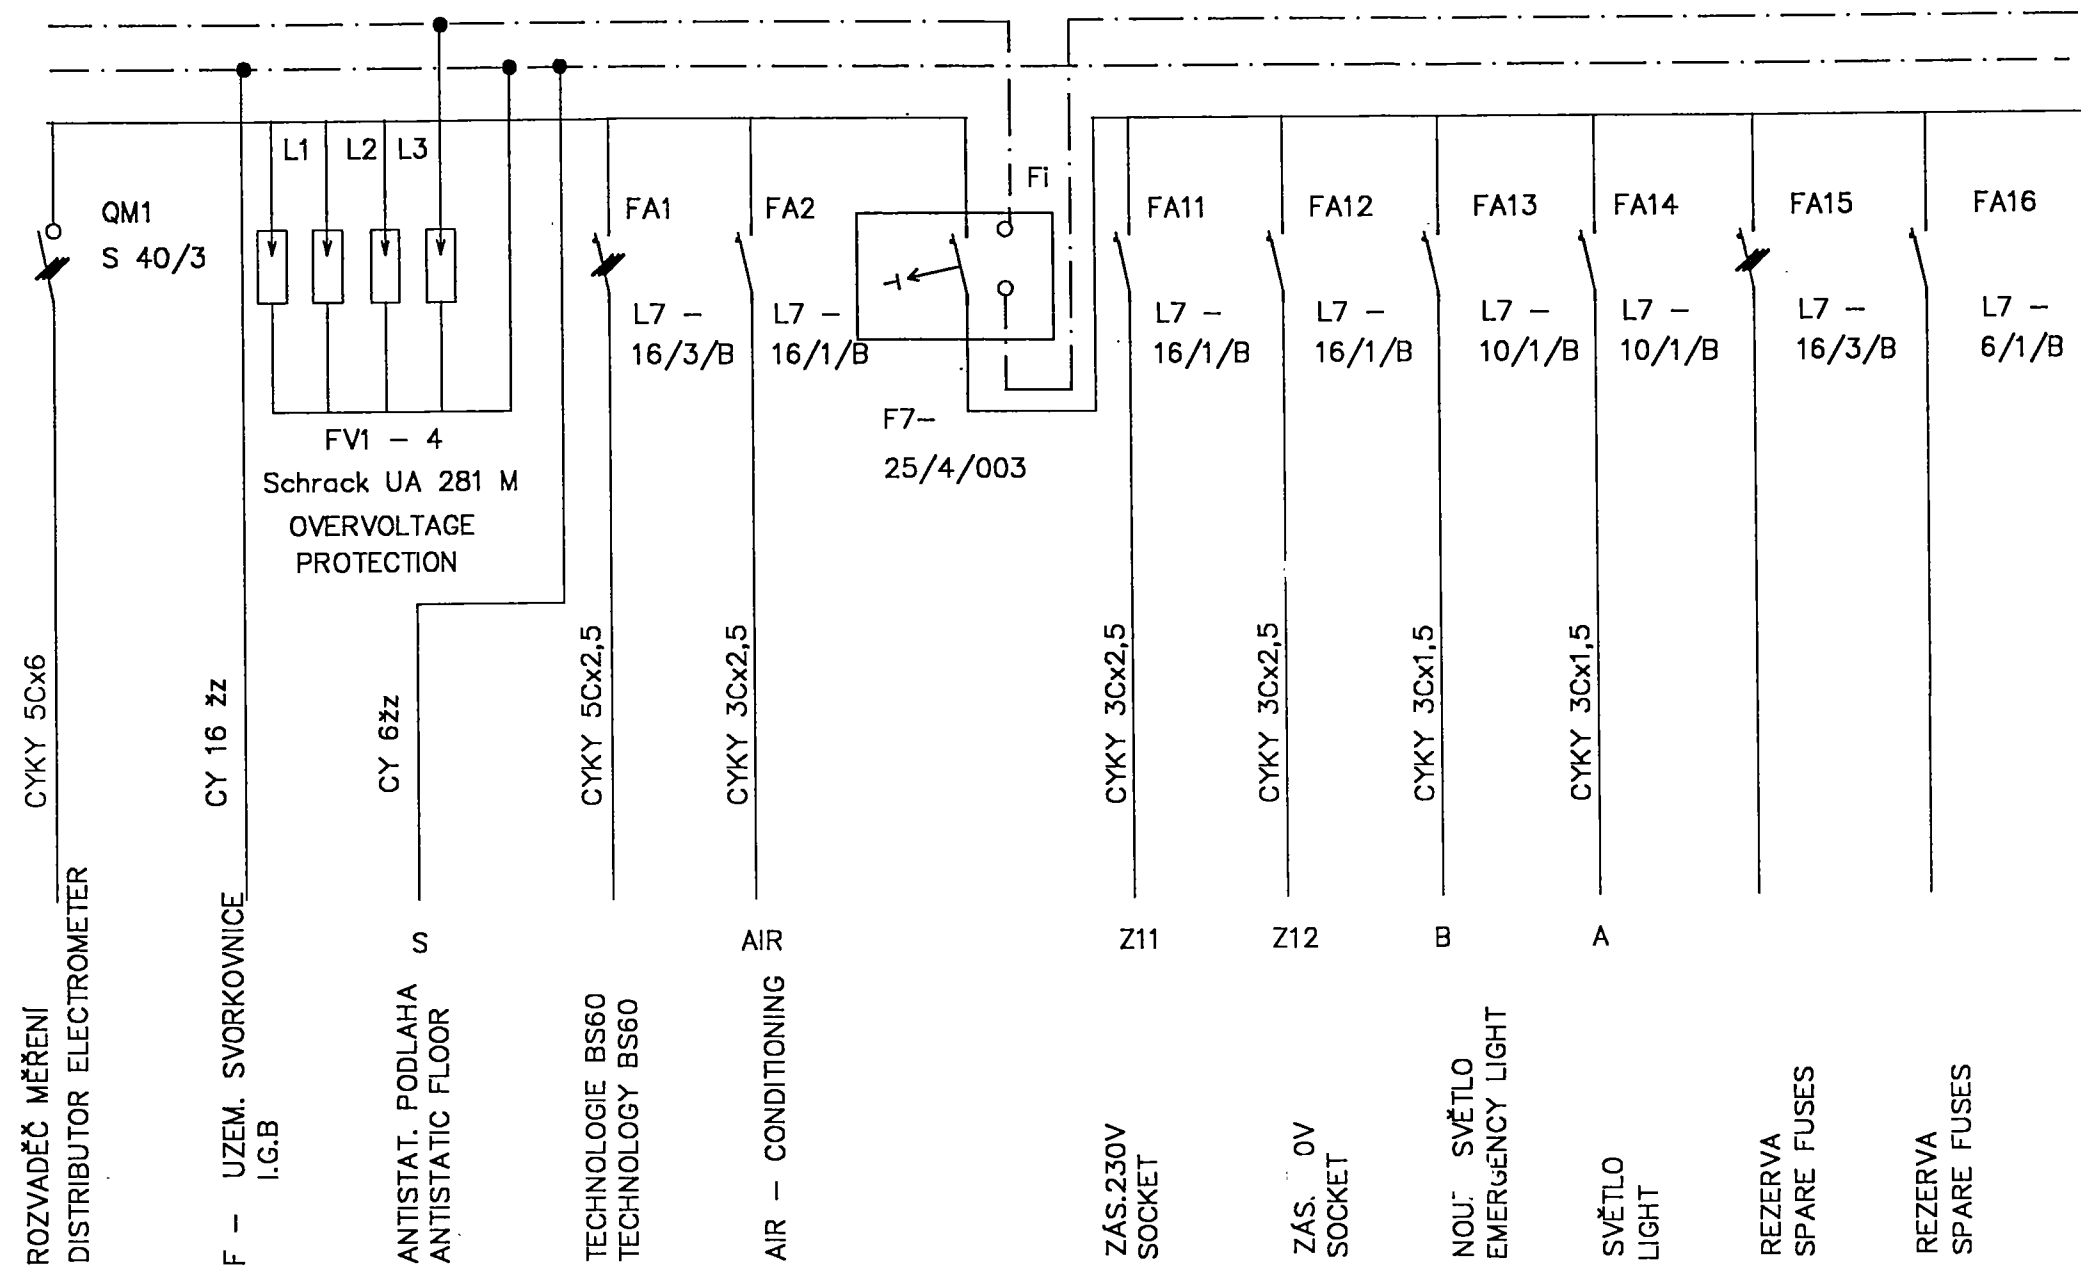 L1
L2
L3
QM1
S 40/3
FV1 – 4
Schrack UA 281 M
OVERVOLTAGE
PROTECTION
FA1
L7 –
16/3/B
FA2
L7 –
16/1/B
Fi
F7–
25/4/003
FA11
L7 –
16/1/B
FA12
L7 –
16/1/B
FA13
L7 –
10/1/B
FA14
L7 –
10/1/B
FA15
L7 –
16/3/B
FA16
L7 –
6/1/B
CYKY 5Cx6
CY 16 žz
CY 6žz
CYKY 5Cx2,5
CYKY 3Cx2,5
CYKY 3Cx2,5
CYKY 3Cx2,5
CYKY 3Cx1,5
CYKY 3Cx1,5
S
AIR
Z11
Z12
B
A
ROZVADĚČ MĚŘENÍ
DISTRIBUTOR ELECTROMETER
F – UZEM. SVORKOVNICE
I.G.B
ANTISTAT. PODLAHA
ANTISTATIC FLOOR
TECHNOLOGIE BS60
TECHNOLOGY BS60
AIR – CONDITIONING
ZÁS.230V
SOCKET
ZÁS. 0V
SOCKET
SVĚTLO
EMERGENCY LIGHT
SVĚTLO
LIGHT
REZERVA
SPARE FUSES
REZERVA
SPARE FUSES